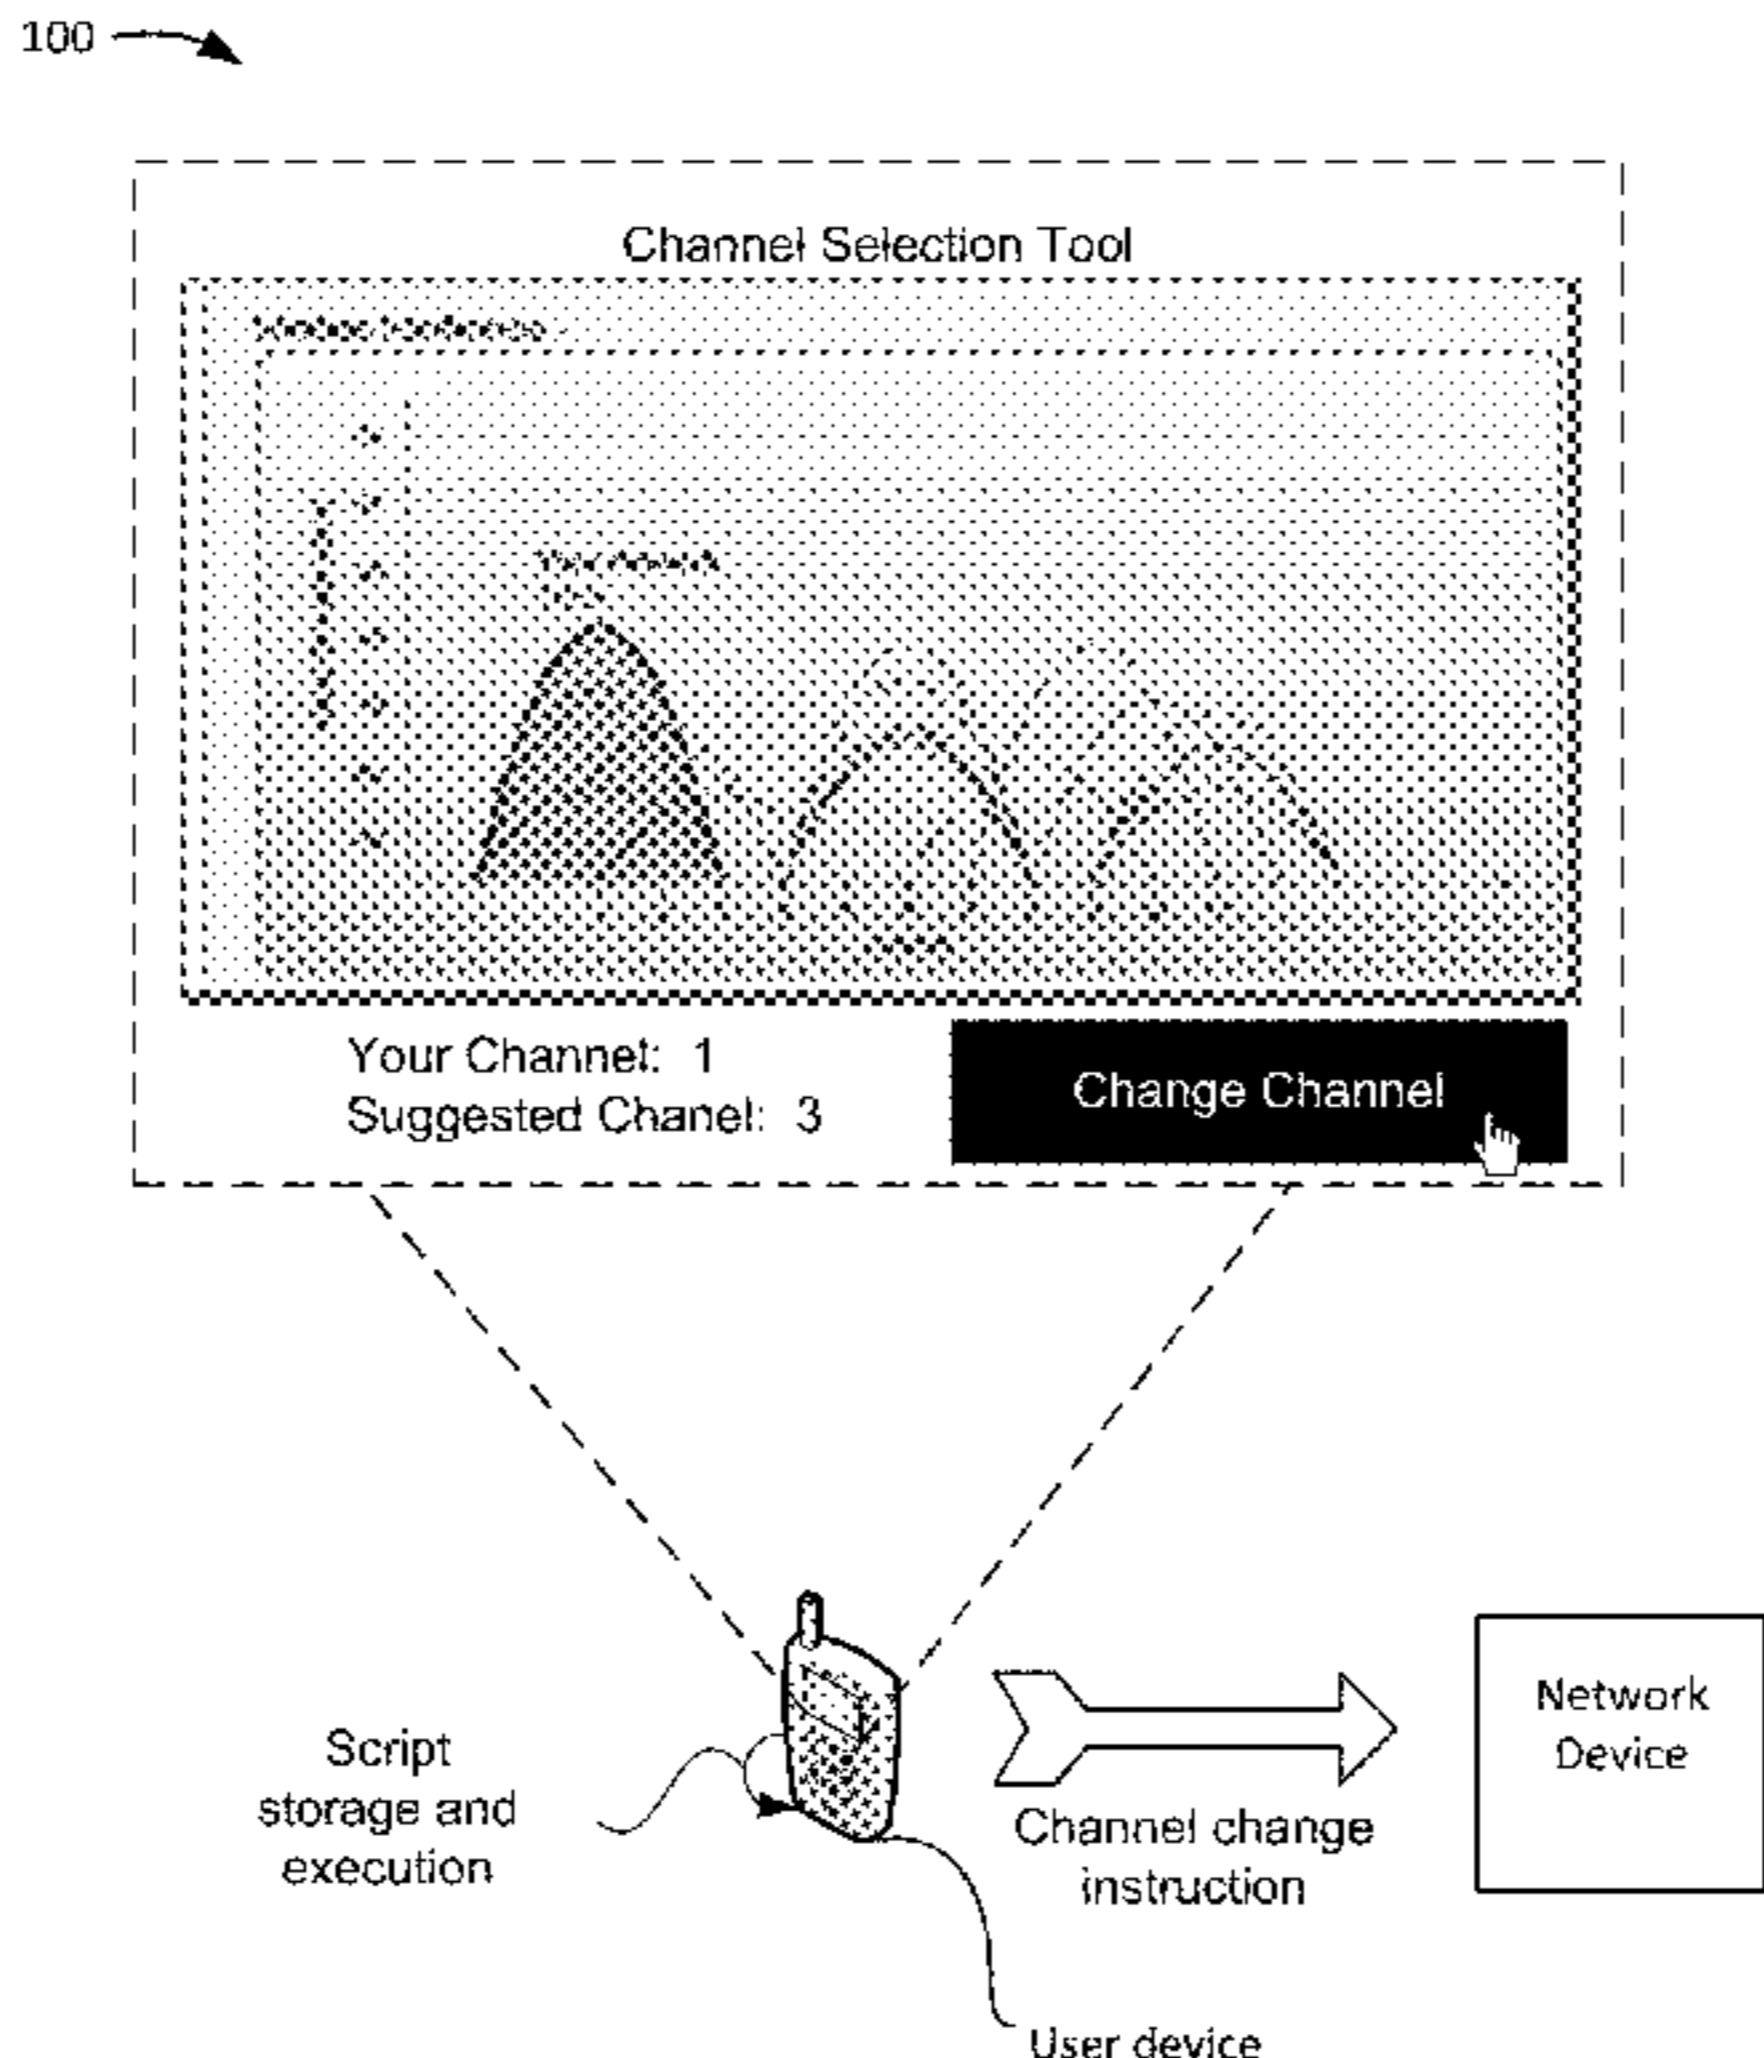 100
Channel Selection Tool
Your Channel: 1
Suggested Chanel: 3
Change Channel
Script
storage and
execution
Channel change
instruction
Network
Device
User device